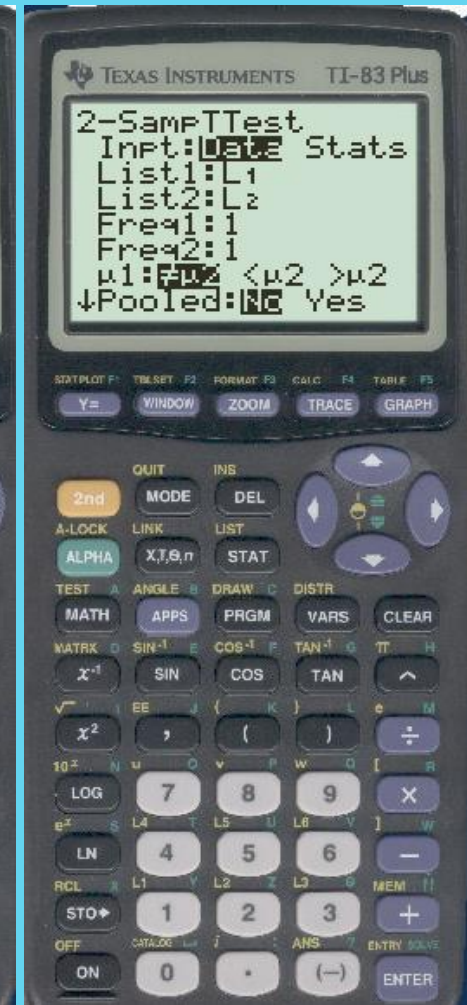 TEXAS INSTRUMENTS TI-83 Plus
2-SampTTest
Inpt:Data Stats
List1:L1
List2:L2
Freq1:1
Freq2:1
μ1:≠μ2 <μ2 >μ2
↓Pooled:No Yes
STAT PLOT F1 TBLSET F2 FORMAT F3 CALC F4 TABLE F5
Y= WINDOW ZOOM TRACE GRAPH
QUIT INS
2nd MODE DEL
A-LOCK LINK LIST
ALPHA X,T,θ,n STAT
TEST A ANGLE B DRAW C DISTR
MATH APPS PRGM VARS CLEAR
MATRX D SIN-1 E COS-1 F TAN-1 G π H
x-1 SIN COS TAN ^
√ I EE J { K } L e M
x2 , ( ) ÷
10x N u O v P w Q [ R
LOG 7 8 9 ×
ex S L4 T L5 U L6 V ] W
LN 4 5 6 −
RCL X L1 Y L2 Z L3 θ MEM "
STO 1 2 3 +
OFF CATALOG i : ANS ? ENTRY SOLVE
ON 0 . (−) ENTER